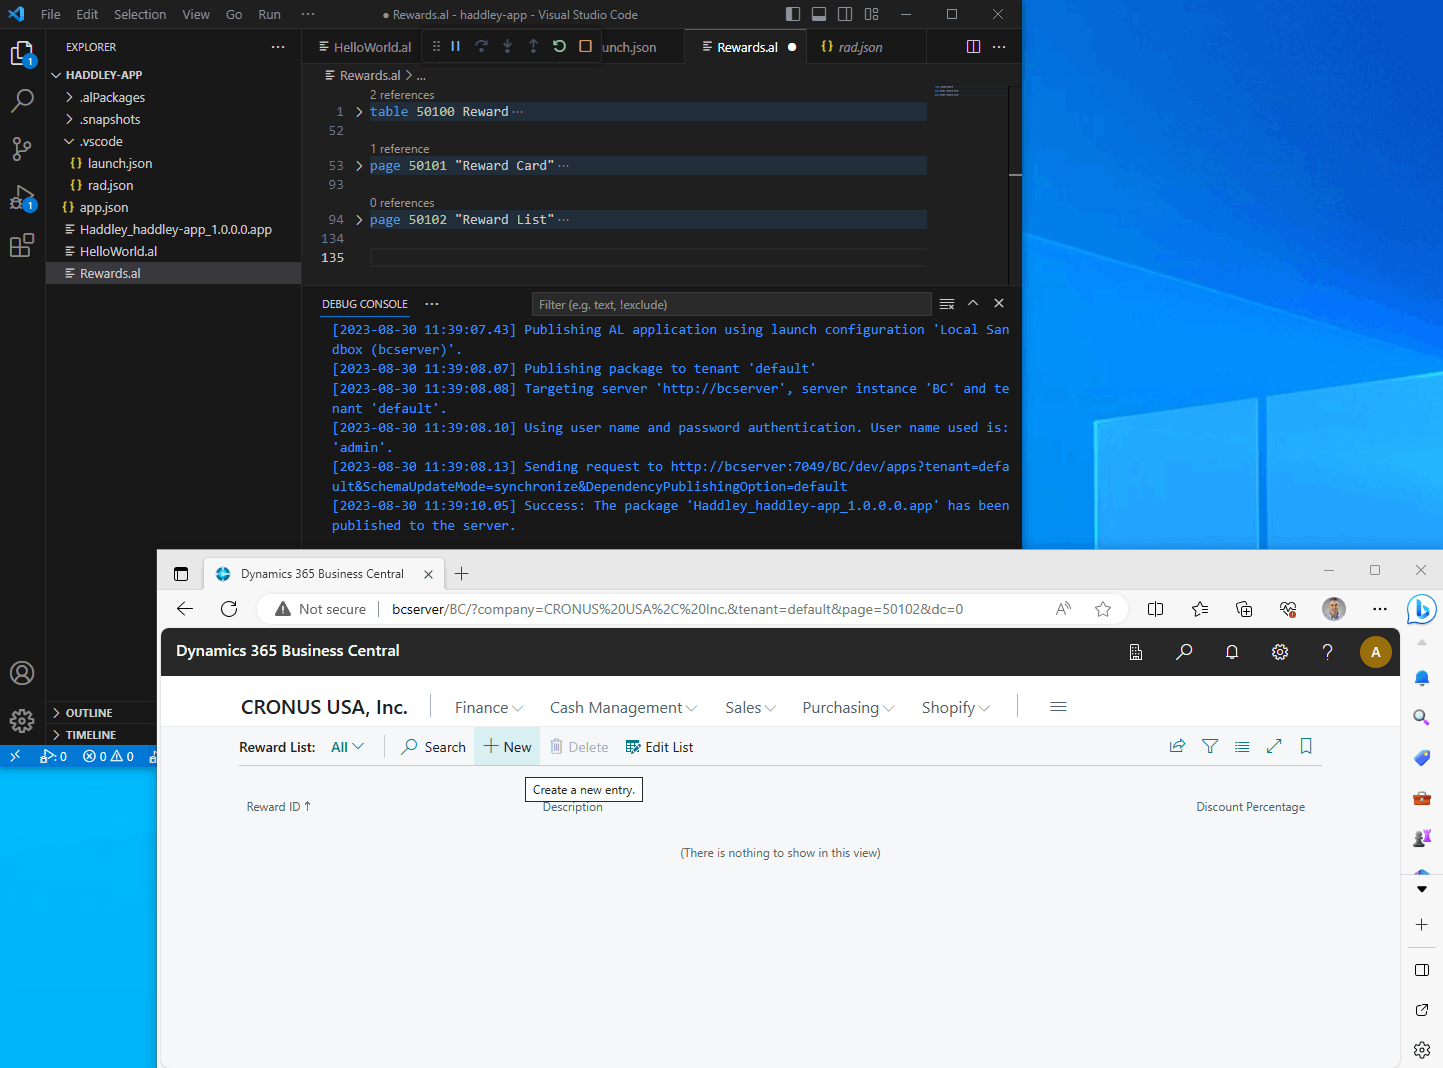 File Edit Selection View Go Run ··· ● Rewards.al - haddley-app - Visual Studio Code
EXPLORER ···
HADDLEY-APP
.alPackages
.snapshots
.vscode
{} launch.json
{} rad.json
{} app.json
Haddley_haddley-app_1.0.0.0.app
HelloWorld.al
Rewards.al
OUTLINE
TIMELINE
1
1
0 0 0
HelloWorld.al unch.json Rewards.al ● {} rad.json ···
Rewards.al > ...
2 references
1 table 50100 Reward ···
52
1 reference
53 page 50101 "Reward Card" ···
93
0 references
94 page 50102 "Reward List" ···
134
135
DEBUG CONSOLE ··· Filter (e.g. text, !exclude)
[2023-08-30 11:39:07.43] Publishing AL application using launch configuration 'Local San
dbox (bcserver)'.
[2023-08-30 11:39:08.07] Publishing package to tenant 'default'
[2023-08-30 11:39:08.08] Targeting server 'http://bcserver', server instance 'BC' and te
nant 'default'.
[2023-08-30 11:39:08.10] Using user name and password authentication. User name used is:
'admin'.
[2023-08-30 11:39:08.13] Sending request to http://bcserver:7049/BC/dev/apps?tenant=defa
ult&SchemaUpdateMode=synchronize&DependencyPublishingOption=default
[2023-08-30 11:39:10.05] Success: The package 'Haddley_haddley-app_1.0.0.0.app' has been
published to the server.
Dynamics 365 Business Central
Not secure | bcserver/BC/?company=CRONUS%20USA%2C%20Inc.&tenant=default&page=50102&dc=0
Dynamics 365 Business Central A
CRONUS USA, Inc. Finance Cash Management Sales Purchasing Shopify
Reward List: All Search + New Delete Edit List
Create a new entry.
Reward ID ↑ Description Discount Percentage
(There is nothing to show in this view)